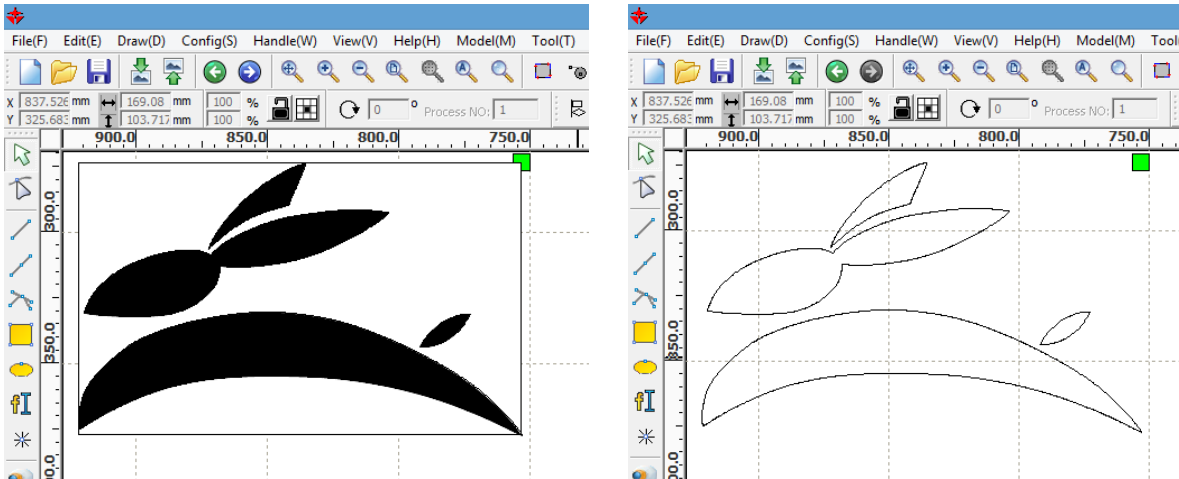 File(F) Edit(E) Draw(D) Config(S) Handle(W) View(V) Help(H) Model(M) Tool(T)
X 837.526 mm 169.08 mm 100 % 0 ° Process NO: 1
Y 325.683 mm 103.717 mm 100 %
900.0 850.0 800.0 750.0
300.0
350.0
File(F) Edit(E) Draw(D) Config(S) Handle(W) View(V) Help(H) Model(M) Tool
X 837.526 mm 169.08 mm 100 % 0 ° Process NO: 1
Y 325.683 mm 103.717 mm 100 %
900.0 850.0 800.0 750.0
300.0
350.0